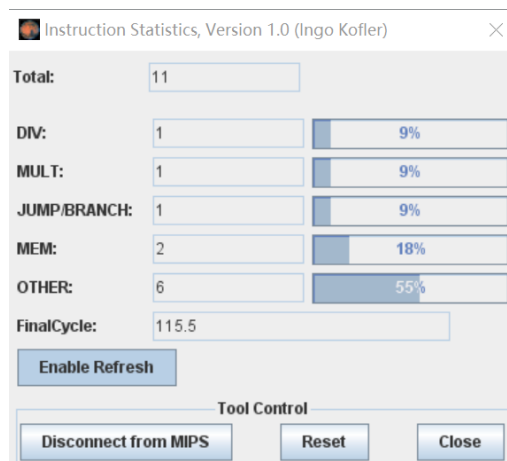 Instruction Statistics, Version 1.0 (Ingo Kofler)
Total: 11
DIV: 1 9%
MULT: 1 9%
JUMP/BRANCH: 1 9%
MEM: 2 18%
OTHER: 6 55%
FinalCycle: 115.5
Enable Refresh
Tool Control
Disconnect from MIPS Reset Close